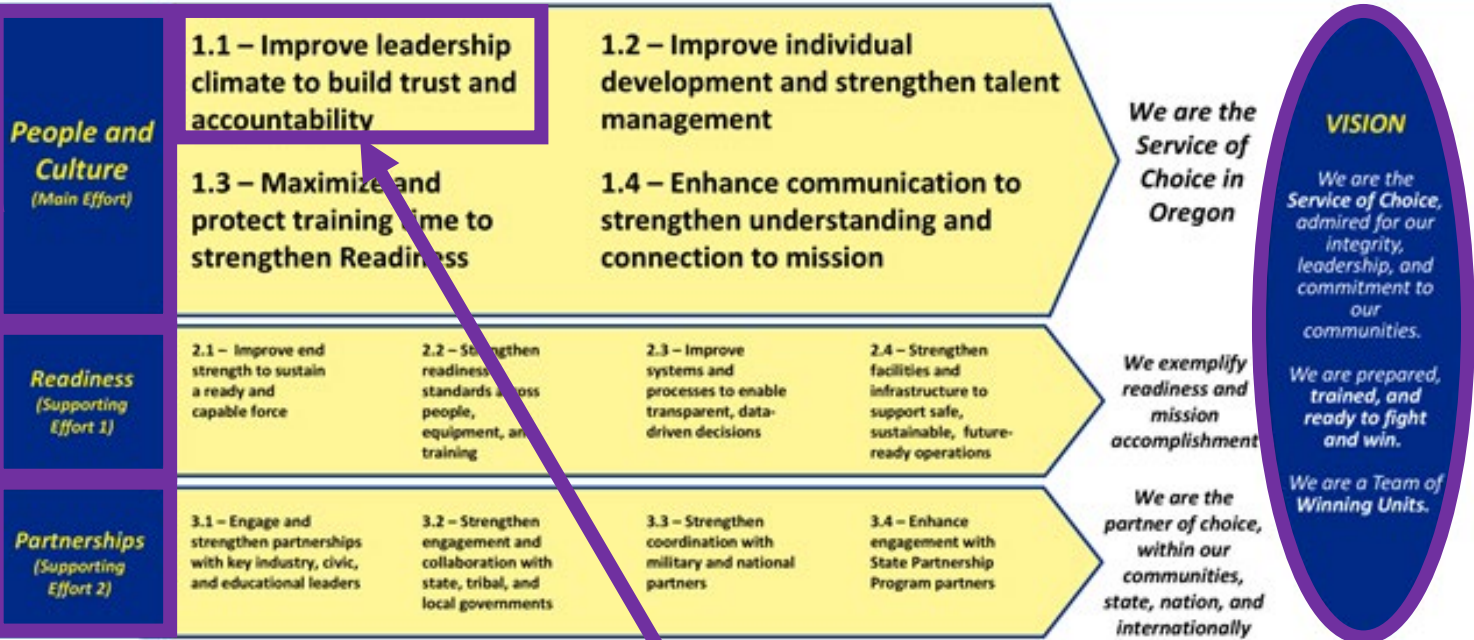 People and
Culture
(Main Effort)
1.1 – Improve leadership
climate to build trust and
accountability
1.2 – Improve individual
development and strengthen talent
management
1.3 – Maximize and
protect training time to
strengthen Readiness
1.4 – Enhance communication to
strengthen understanding and
connection to mission
We are the
Service of
Choice in
Oregon
Readiness
(Supporting
Effort 1)
2.1 – Improve end
strength to sustain
a ready and
capable force
2.2 – Strengthen
readiness
standards across
people,
equipment, and
training
2.3 – Improve
systems and
processes to enable
transparent, data-
driven decisions
2.4 – Strengthen
facilities and
infrastructure to
support safe,
sustainable, future-
ready operations
We exemplify
readiness and
mission
accomplishment
Partnerships
(Supporting
Effort 2)
3.1 – Engage and
strengthen partnerships
with key industry, civic,
and educational leaders
3.2 – Strengthen
engagement and
collaboration with
state, tribal, and
local governments
3.3 – Strengthen
coordination with
military and national
partners
3.4 – Enhance
engagement with
State Partnership
Program partners
We are the
partner of choice,
within our
communities,
state, nation, and
internationally
VISION
We are the
Service of Choice,
admired for our
integrity,
leadership, and
commitment to
our
communities.
We are prepared,
trained, and
ready to fight
and win.
We are a Team of
Winning Units.